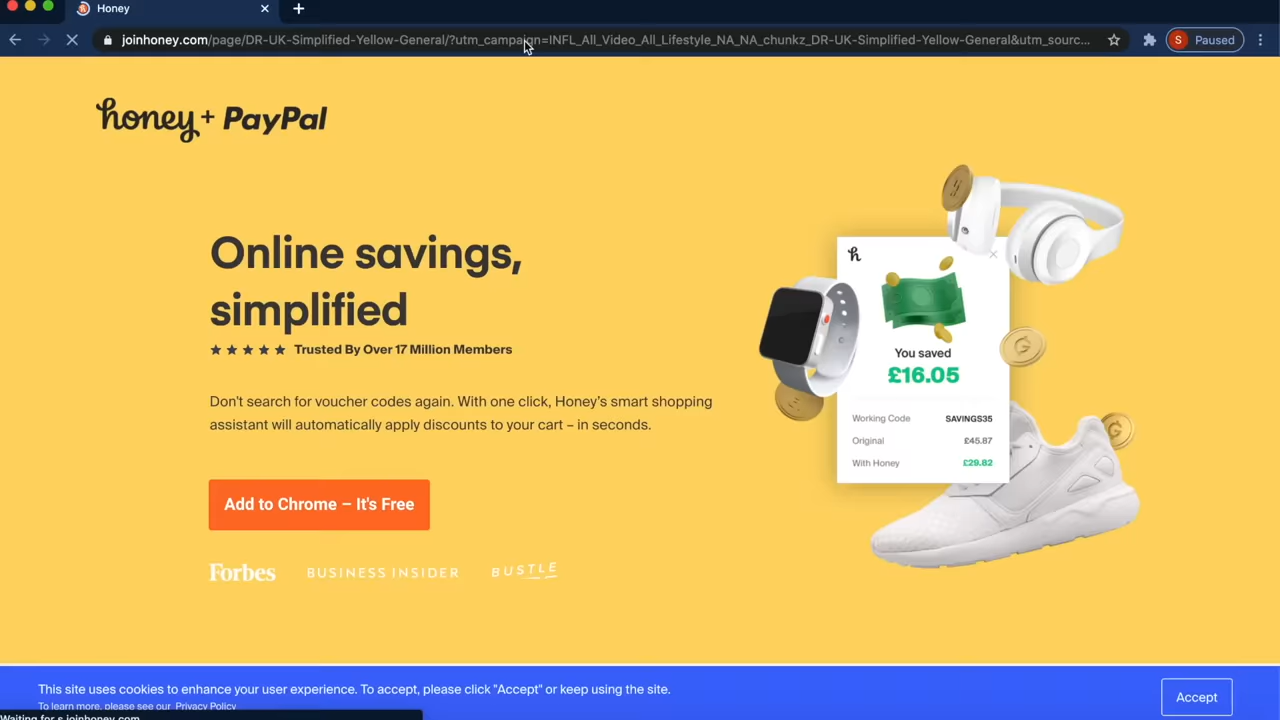 Honey
joinhoney.com/page/DR-UK-Simplified-Yellow-General/?utm_campaign=INFL_All_Video_All_Lifestyle_NA_NA_chunkz_DR-UK-Simplified-Yellow-General&utm_sourc...
S Paused
honey + PayPal
Online savings,
simplified
Trusted By Over 17 Million Members
Don't search for voucher codes again. With one click, Honey's smart shopping
assistant will automatically apply discounts to your cart – in seconds.
Add to Chrome – It's Free
Forbes BUSINESS INSIDER BUSTLE
h
You saved
£16.05
Working Code SAVINGS35
Original £45.87
With Honey £29.82
This site uses cookies to enhance your user experience. To accept, please click "Accept" or keep using the site.
To learn more, please see our Privacy Policy
Accept
Waiting for s.joinhoney.com